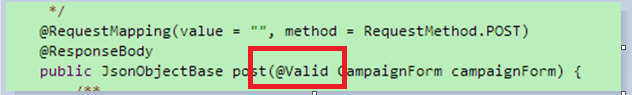 */
@RequestMapping(value = "", method = RequestMethod.POST)
@ResponseBody
public JsonObjectBase post(@Valid CampaignForm campaignForm) {
/**